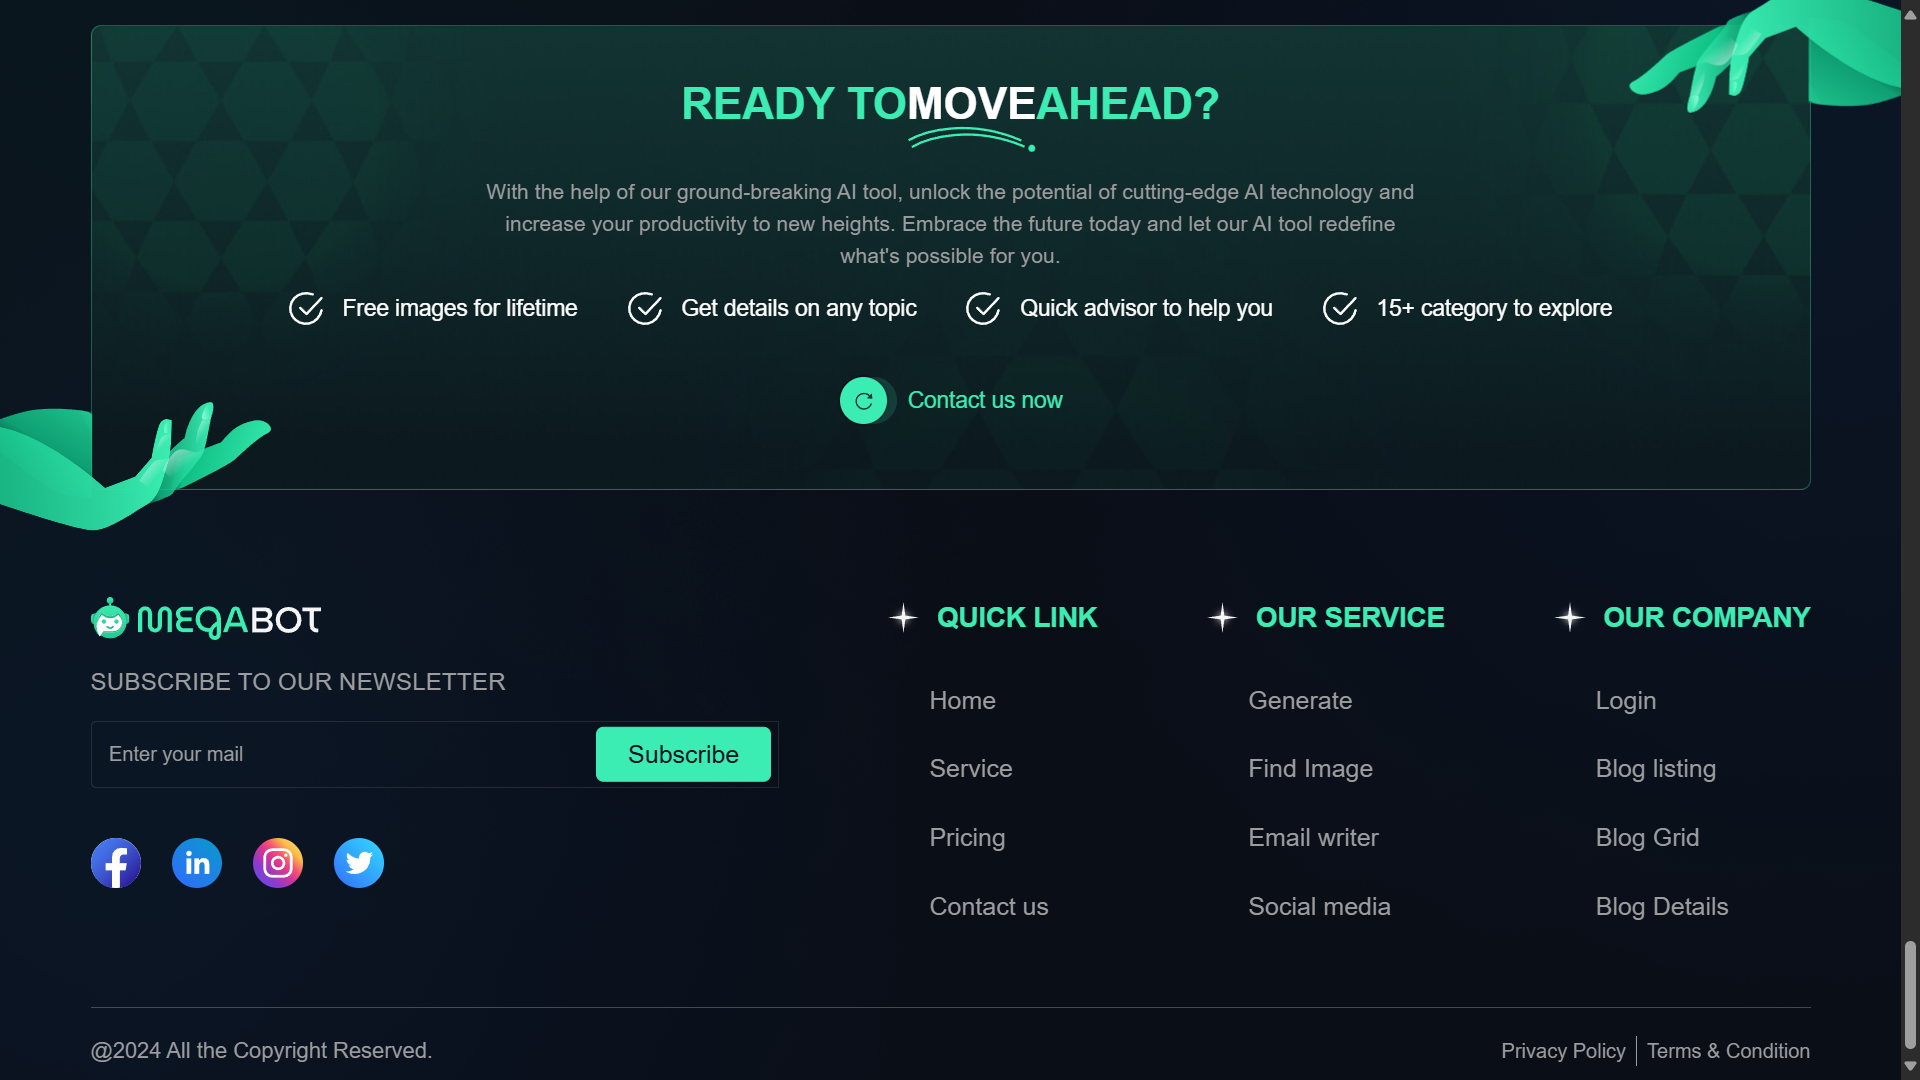 READY TOMOVEAHEAD?
With the help of our ground-breaking AI tool, unlock the potential of cutting-edge AI technology and
increase your productivity to new heights. Embrace the future today and let our AI tool redefine
what's possible for you.
Free images for lifetime
Get details on any topic
Quick advisor to help you
15+ category to explore
Contact us now
MEGABOT
SUBSCRIBE TO OUR NEWSLETTER
Enter your mail
Subscribe
QUICK LINK
Home
Service
Pricing
Contact us
OUR SERVICE
Generate
Find Image
Email writer
Social media
OUR COMPANY
Login
Blog listing
Blog Grid
Blog Details
@2024 All the Copyright Reserved.
Privacy Policy
Terms & Condition